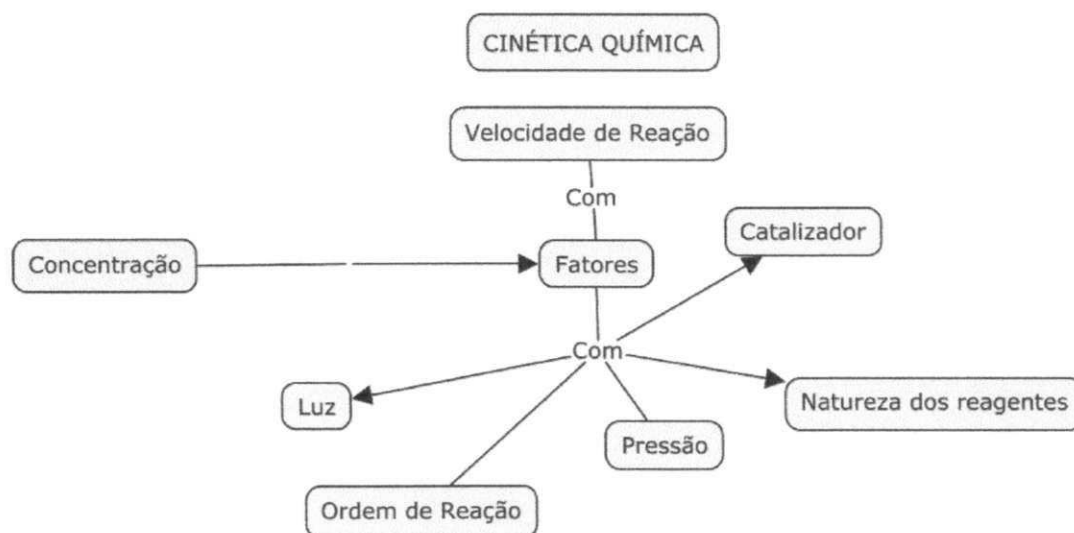 CINÉTICA QUÍMICA
Velocidade de Reação
Com
Catalizador
Concentração
Fatores
Com
Luz
Natureza dos reagentes
Pressão
Ordem de Reação